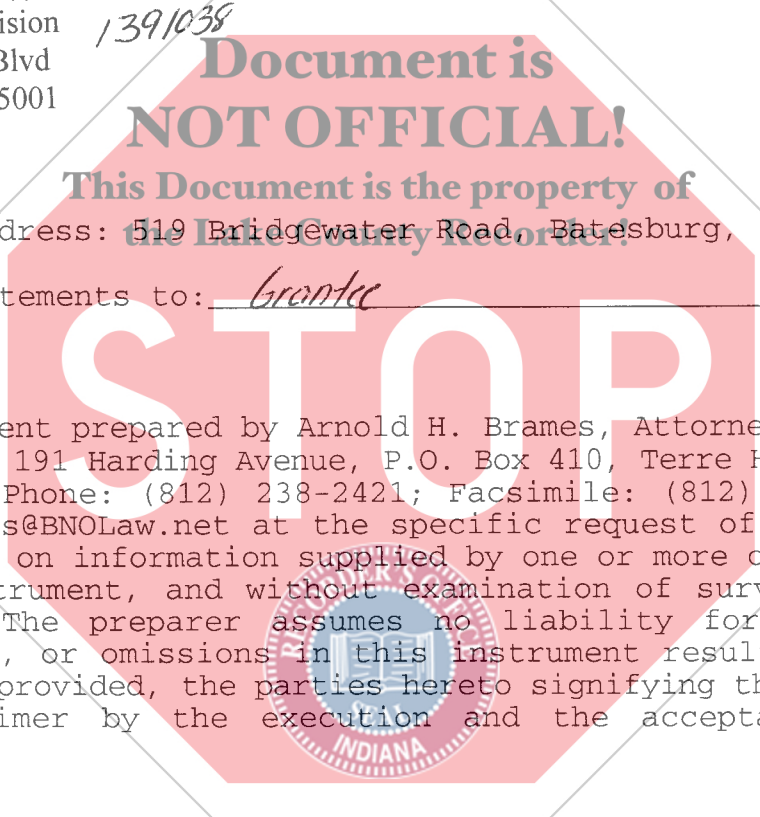 ision
1391038
Blvd
5001
Document is
NOT OFFICIAL!
This Document is the property of
the Lake County Recorder!
dress: 519 Bridgewater Road, Batesburg,
tements to: Grantee
STOP
ent prepared by Arnold H. Brames, Attorne
191 Harding Avenue, P.O. Box 410, Terre H
Phone: (812) 238-2421; Facsimile: (812)
s@BNOLaw.net at the specific request of
on information supplied by one or more o
trument, and without examination of surv
The preparer assumes no liability for
, or omissions in this instrument resul
provided, the parties hereto signifying th
imer by the execution and the accepta
RECORDER'S OFFICE
SEAL
INDIANA